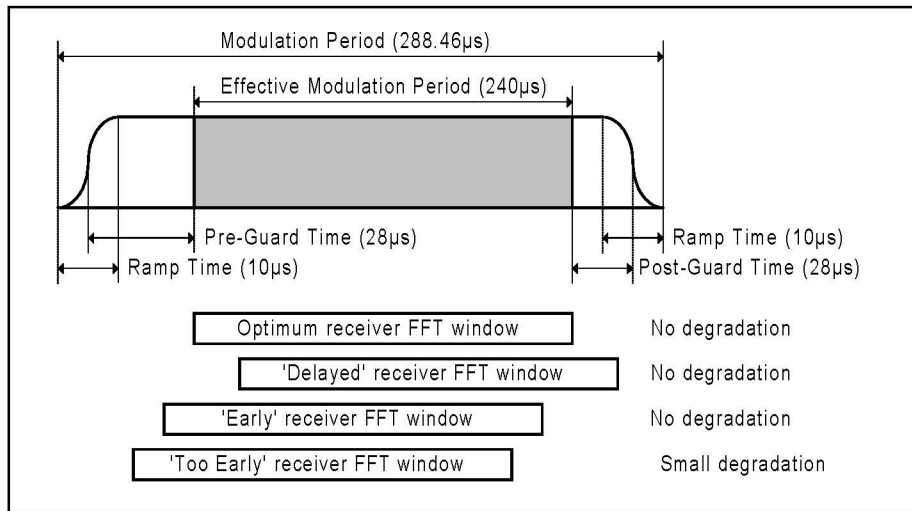 Modulation Period (288.46µs)
Effective Modulation Period (240µs)
Pre-Guard Time (28µs)
Ramp Time (10µs)
Ramp Time (10µs)
Post-Guard Time (28µs)
Optimum receiver FFT window No degradation
'Delayed' receiver FFT window No degradation
'Early' receiver FFT window No degradation
'Too Early' receiver FFT window Small degradation